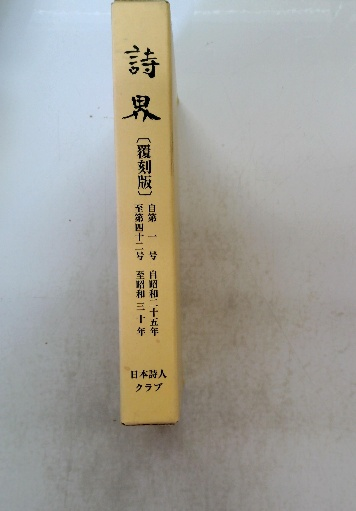 詩界
〔覆刻版〕
自第一号 自昭和二十五年
至第四十二号 至昭和三十年
日本詩人
クラブ